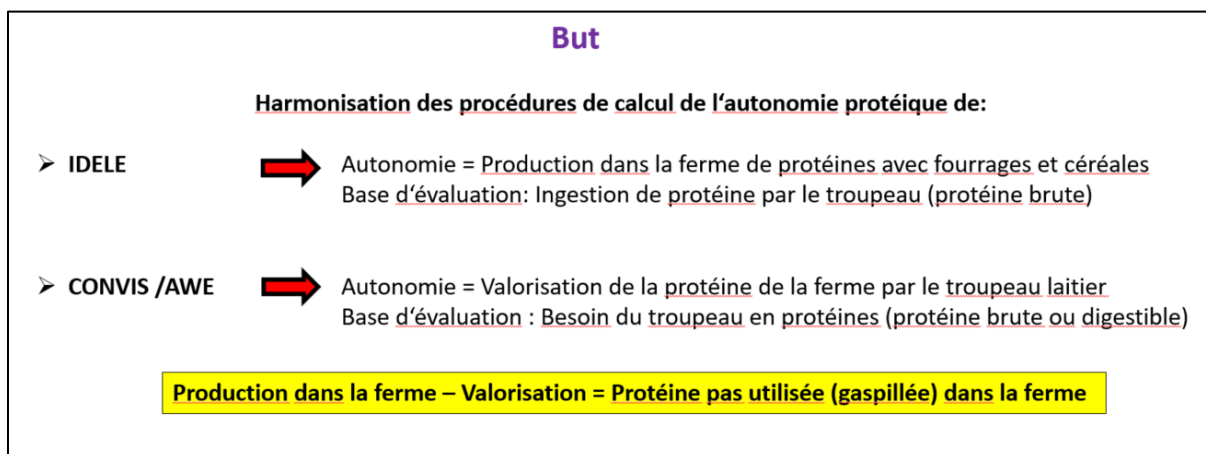 But
Harmonisation des procédures de calcul de l‘autonomie protéique de:
➢ IDELE
Autonomie = Production dans la ferme de protéines avec fourrages et céréales
Base d‘évaluation: Ingestion de protéine par le troupeau (protéine brute)
➢ CONVIS /AWE
Autonomie = Valorisation de la protéine de la ferme par le troupeau laitier
Base d‘évaluation : Besoin du troupeau en protéines (protéine brute ou digestible)
Production dans la ferme – Valorisation = Protéine pas utilisée (gaspillée) dans la ferme